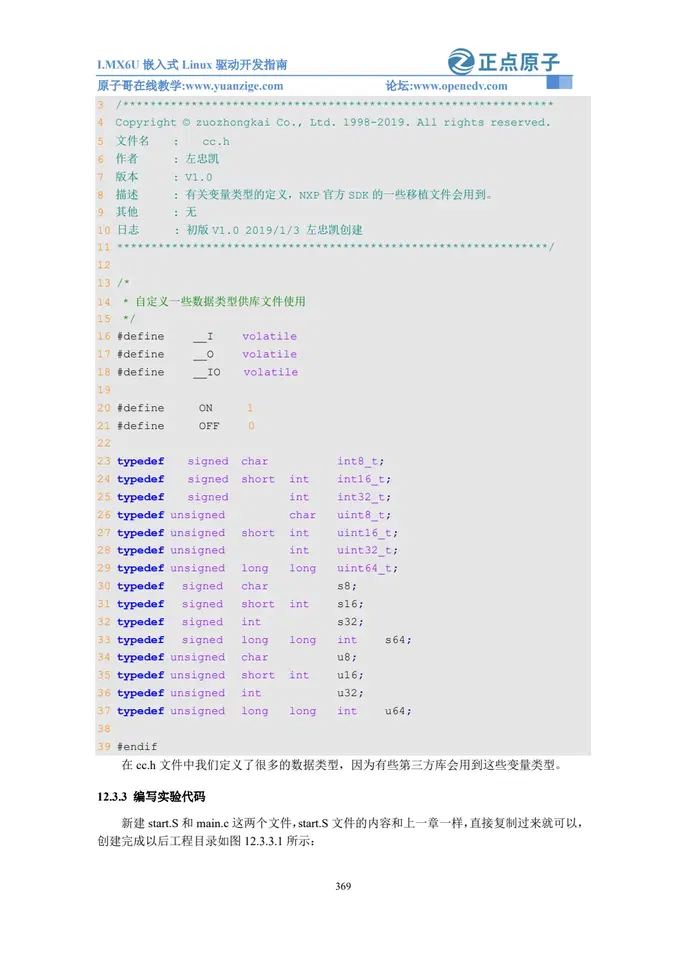 I.MX6U 嵌入式 Linux 驱动开发指南
正点原子
原子哥在线教学:www.yuanzige.com 论坛:www.openedv.com
3 /***************************************************************
4 Copyright © zuozhongkai Co., Ltd. 1998-2019. All rights reserved.
5 文件名 : cc.h
6 作者 : 左忠凯
7 版本 : V1.0
8 描述 : 有关变量类型的定义,NXP 官方 SDK 的一些移植文件会用到。
9 其他 : 无
10 日志 : 初版 V1.0 2019/1/3 左忠凯创建
11 ***************************************************************/
12
13 /*
14 * 自定义一些数据类型供库文件使用
15 */
16 #define __I volatile
17 #define __O volatile
18 #define __IO volatile
19
20 #define ON 1
21 #define OFF 0
22
23 typedef signed char int8_t;
24 typedef signed short int int16_t;
25 typedef signed int int32_t;
26 typedef unsigned char uint8_t;
27 typedef unsigned short int uint16_t;
28 typedef unsigned int uint32_t;
29 typedef unsigned long long uint64_t;
30 typedef signed char s8;
31 typedef signed short int s16;
32 typedef signed int s32;
33 typedef signed long long int s64;
34 typedef unsigned char u8;
35 typedef unsigned short int u16;
36 typedef unsigned int u32;
37 typedef unsigned long long int u64;
38
39 #endif
在 cc.h 文件中我们定义了很多的数据类型,因为有些第三方库会用到这些变量类型。
12.3.3 编写实验代码
新建 start.S 和 main.c 这两个文件,start.S 文件的内容和上一章一样,直接复制过来就可以,
创建完成以后工程目录如图 12.3.3.1 所示:
369